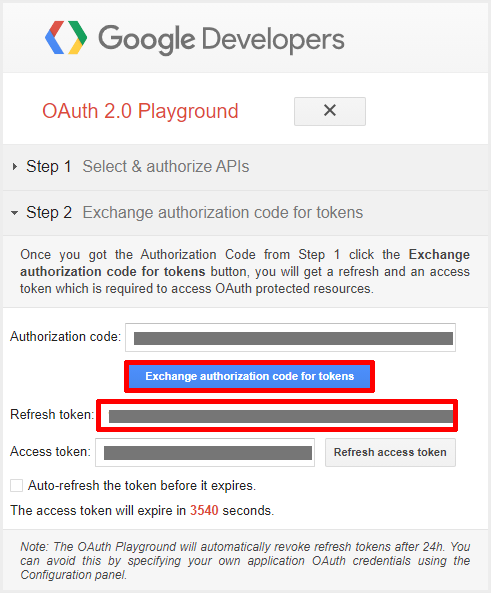 Google Developers
OAuth 2.0 Playground
Step 1 Select & authorize APIs
Step 2 Exchange authorization code for tokens
Once you got the Authorization Code from Step 1 click the Exchange
authorization code for tokens button, you will get a refresh and an access
token which is required to access OAuth protected resources.
Authorization code:
Exchange authorization code for tokens
Refresh token:
Access token: Refresh access token
Auto-refresh the token before it expires.
The access token will expire in 3540 seconds.
Note: The OAuth Playground will automatically revoke refresh tokens after 24h. You
can avoid this by specifying your own application OAuth credentials using the
Configuration panel.